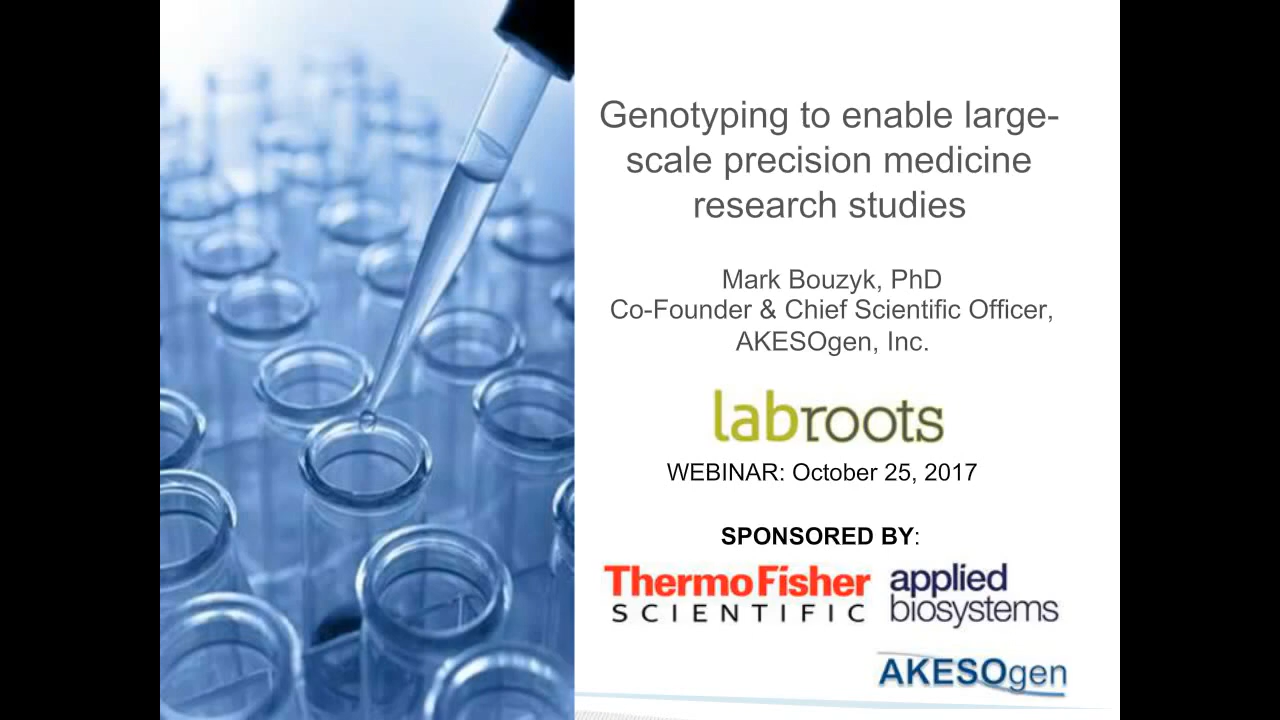 Genotyping to enable large-
scale precision medicine
research studies
Mark Bouzyk, PhD
Co-Founder & Chief Scientific Officer,
AKESOgen, Inc.
labroots
WEBINAR: October 25, 2017
SPONSORED BY:
ThermoFisher
SCIENTIFIC
applied
biosystems
AKESOgen